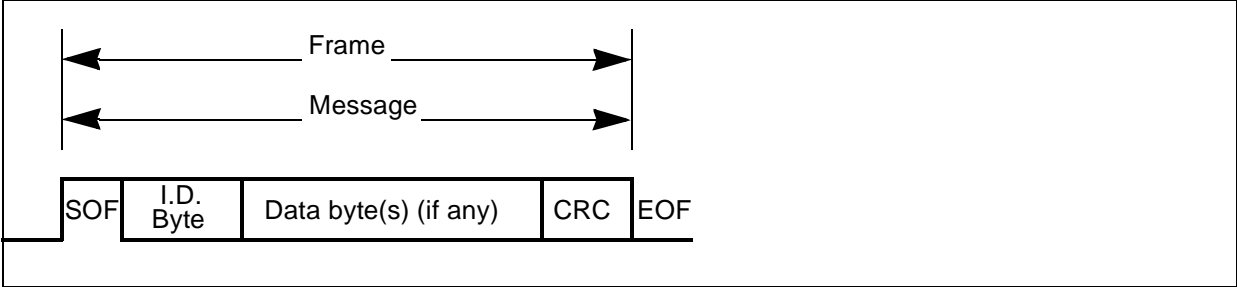 Frame
Message
SOF I.D. Byte Data byte(s) (if any) CRC EOF